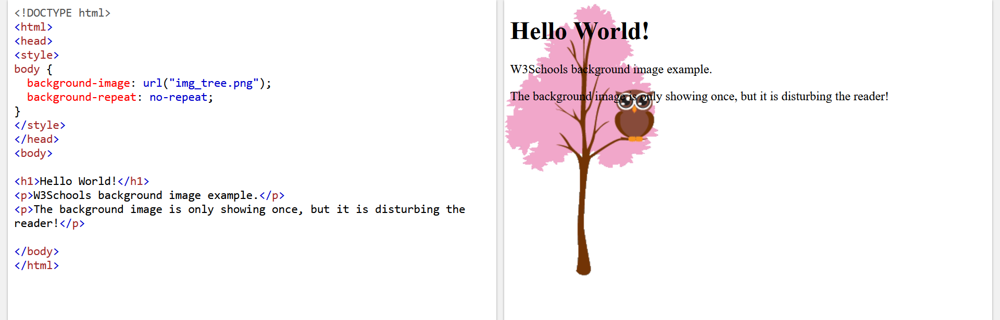 <!DOCTYPE html>
<html>
<head>
<style>
body {
  background-image: url("img_tree.png");
  background-repeat: no-repeat;
}
</style>
</head>
<body>

<h1>Hello World!</h1>
<p>W3Schools background image example.</p>
<p>The background image is only showing once, but it is disturbing the
reader!</p>

</body>
</html>

Hello World!
W3Schools background image example.
The background image is only showing once, but it is disturbing the reader!